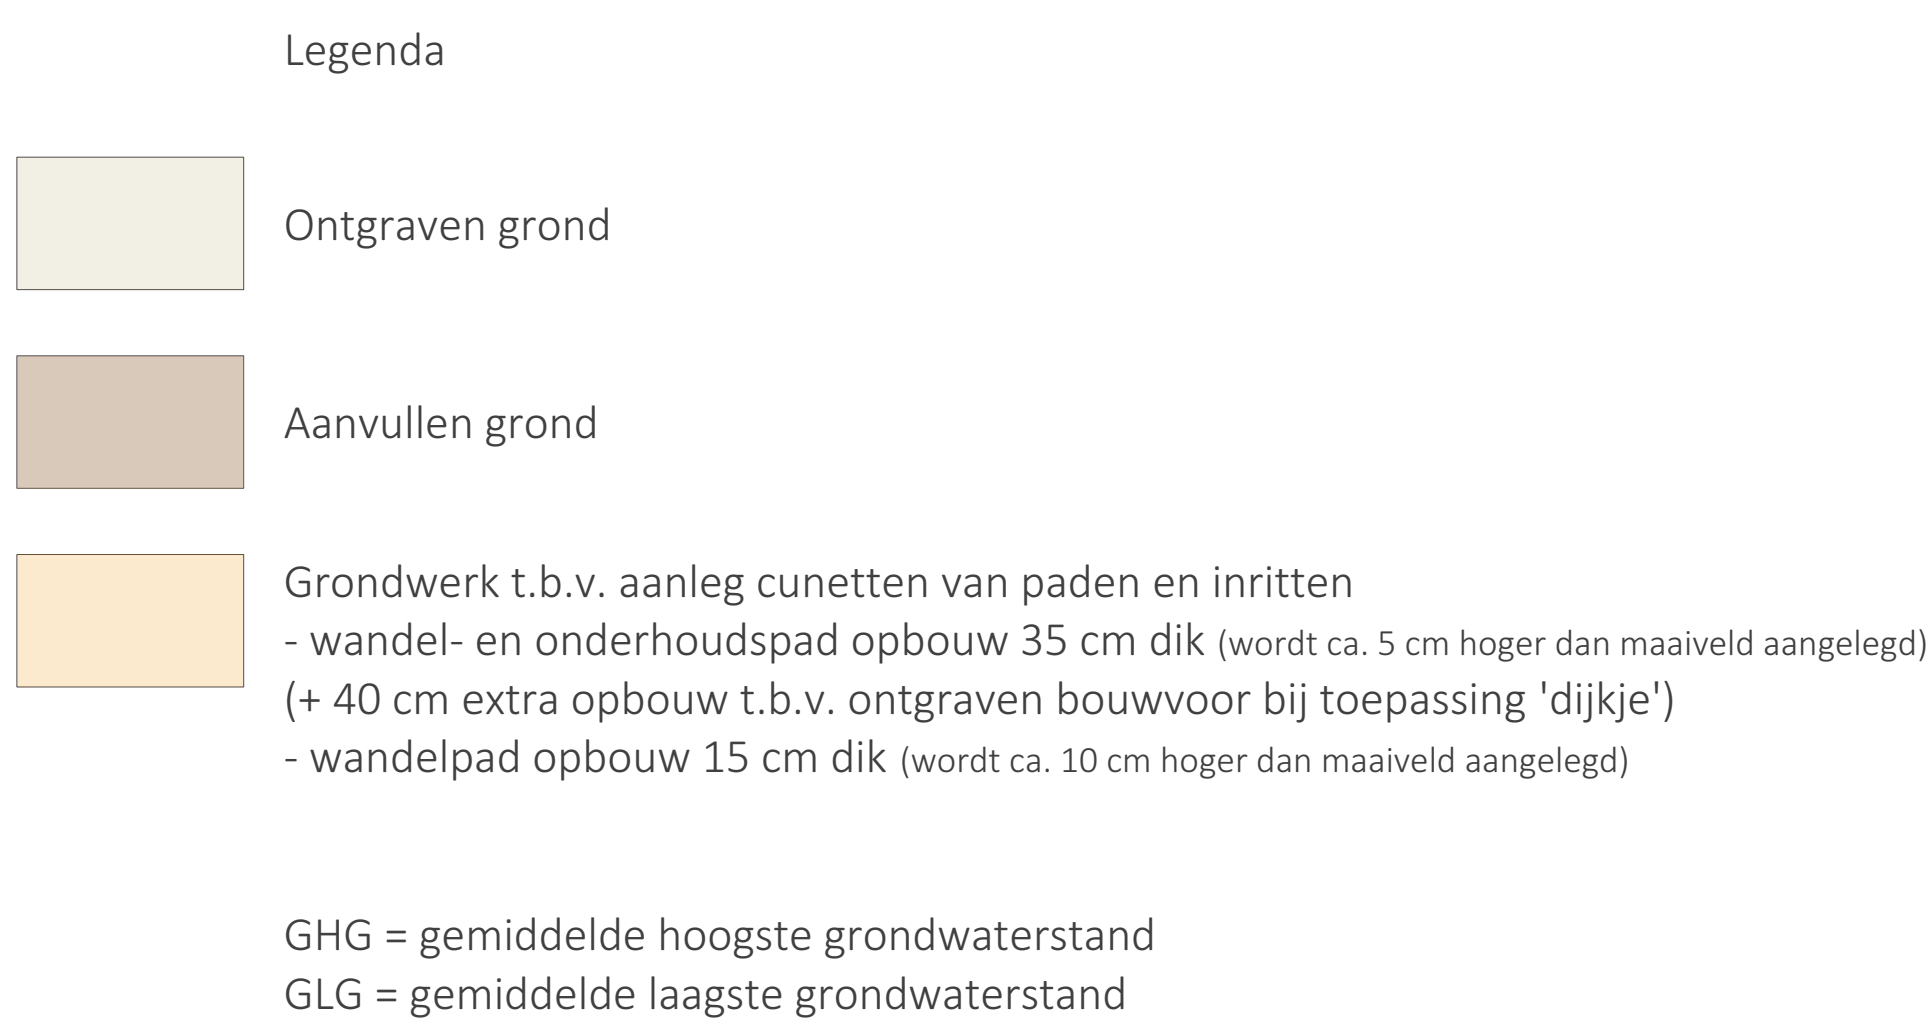 Legenda
Ontgraven grond
Aanvullen grond
Grondwerk t.b.v. aanleg cunetten van paden en inritten
- wandel- en onderhoudspad opbouw 35 cm dik (wordt ca. 5 cm hoger dan maaiveld aangelegd)
(+ 40 cm extra opbouw t.b.v. ontgraven bouwvoor bij toepassing 'dijkje')
- wandelpad opbouw 15 cm dik (wordt ca. 10 cm hoger dan maaiveld aangelegd)
GHG = gemiddelde hoogste grondwaterstand
GLG = gemiddelde laagste grondwaterstand